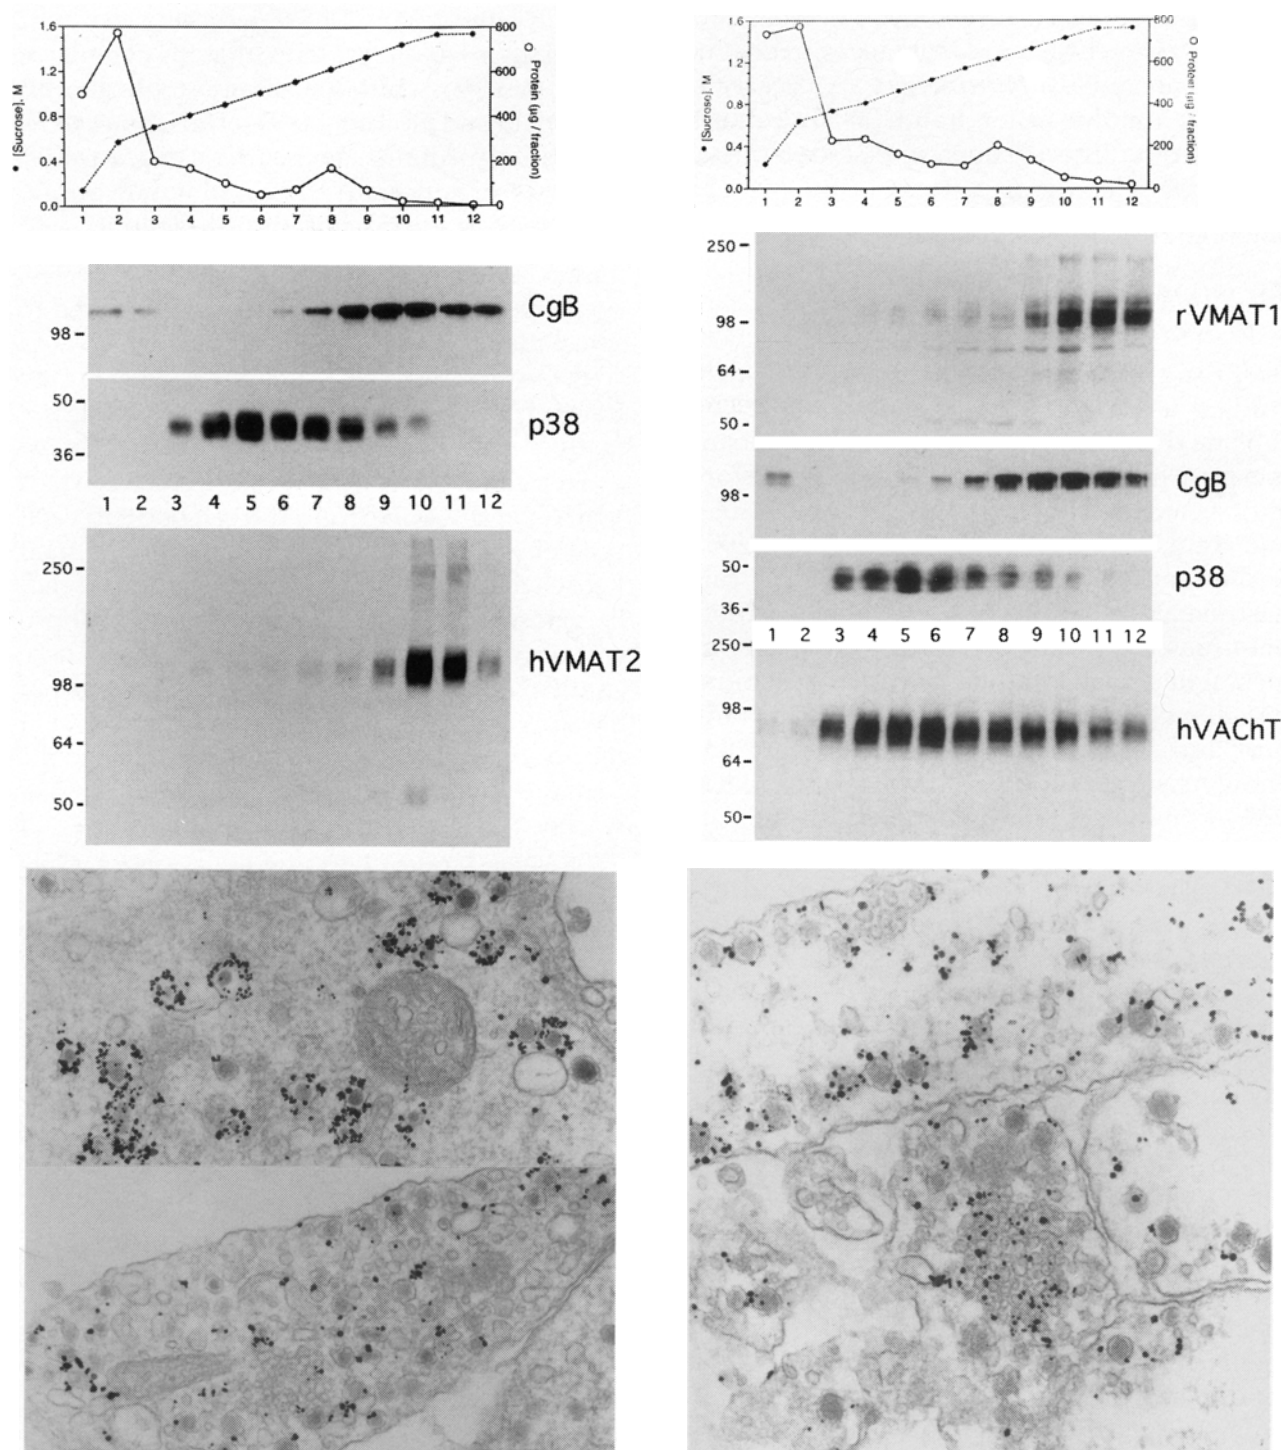 1.6
1.2
0.8
0.4
0.0
● [Sucrose], M
800
600
400
200
0
○ Protein (µg / fraction)
1 2 3 4 5 6 7 8 9 10 11 12
98 -
CgB
50 -
36 -
p38
1 2 3 4 5 6 7 8 9 10 11 12
250 -
98 -
64 -
50 -
hVMAT2
1.6
1.2
0.8
0.4
0.0
● [Sucrose], M
800
600
400
200
0
○ Protein (µg / fraction)
1 2 3 4 5 6 7 8 9 10 11 12
250 -
98 -
64 -
50 -
rVMAT1
98 -
CgB
50 -
36 -
p38
1 2 3 4 5 6 7 8 9 10 11 12
250 -
98 -
64 -
50 -
hVAChT